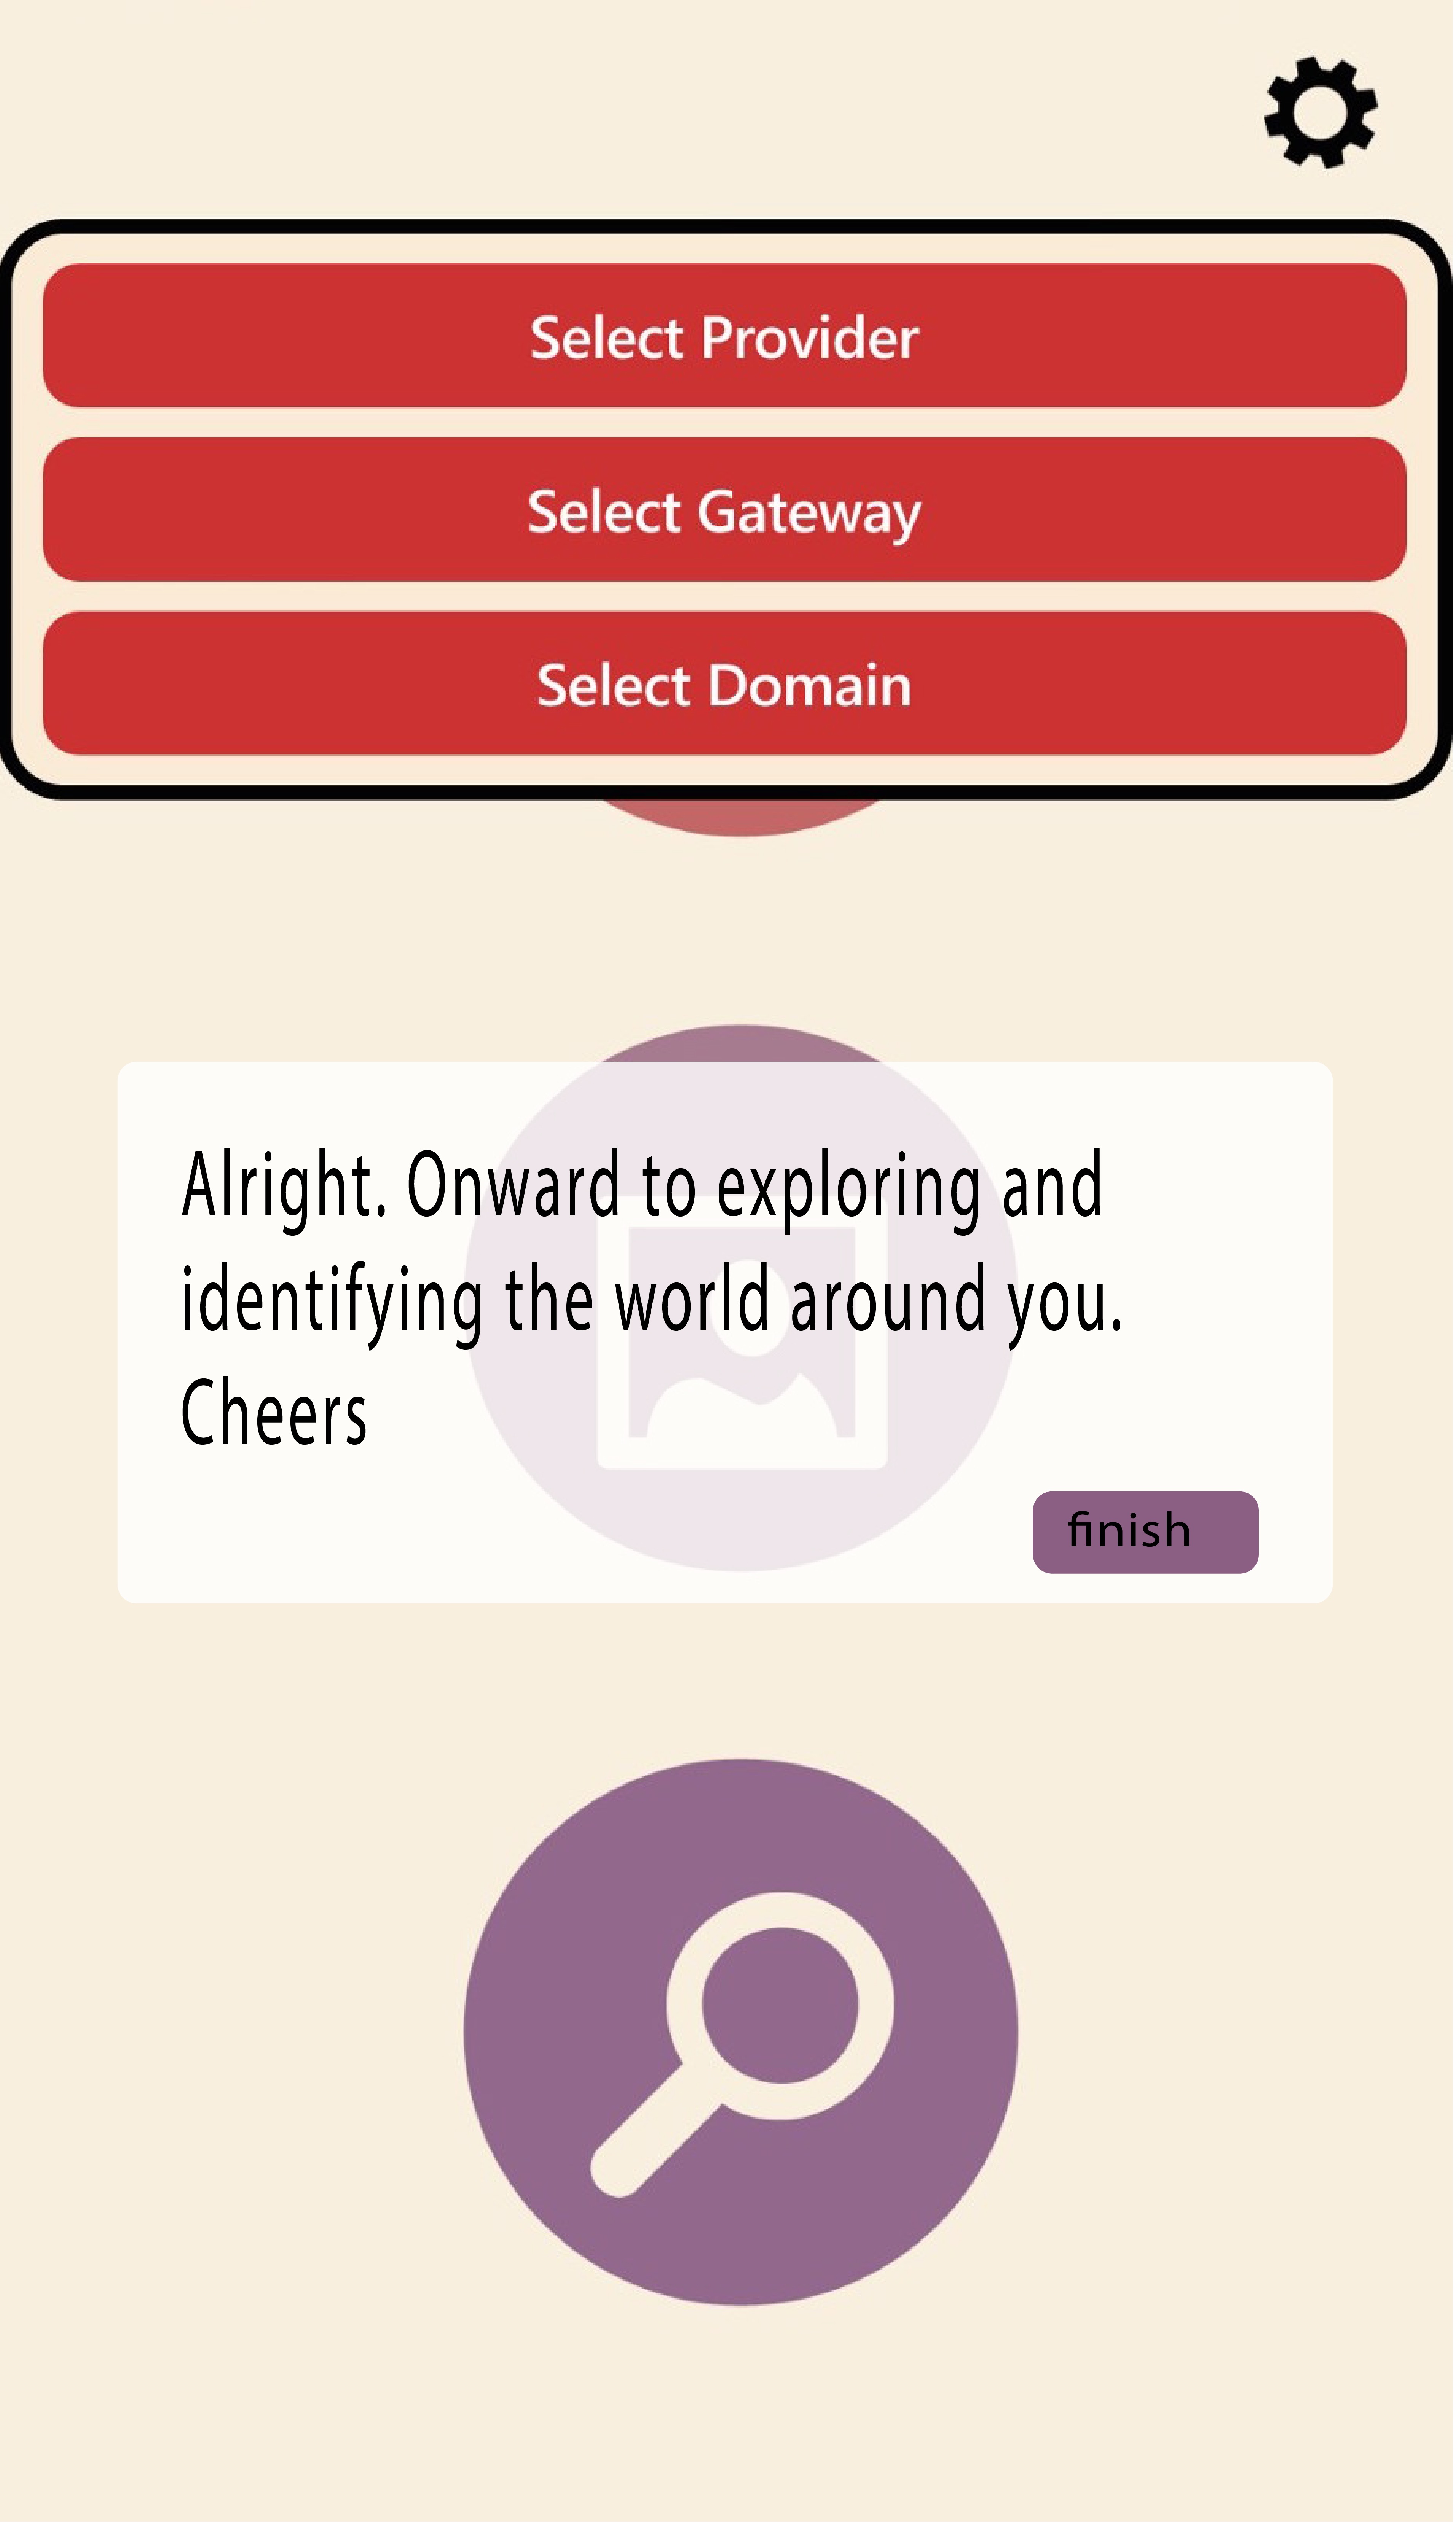 Select Provider
Select Gateway
Select Domain
Alright. Onward to exploring and
identifying the world around you.
Cheers
finish